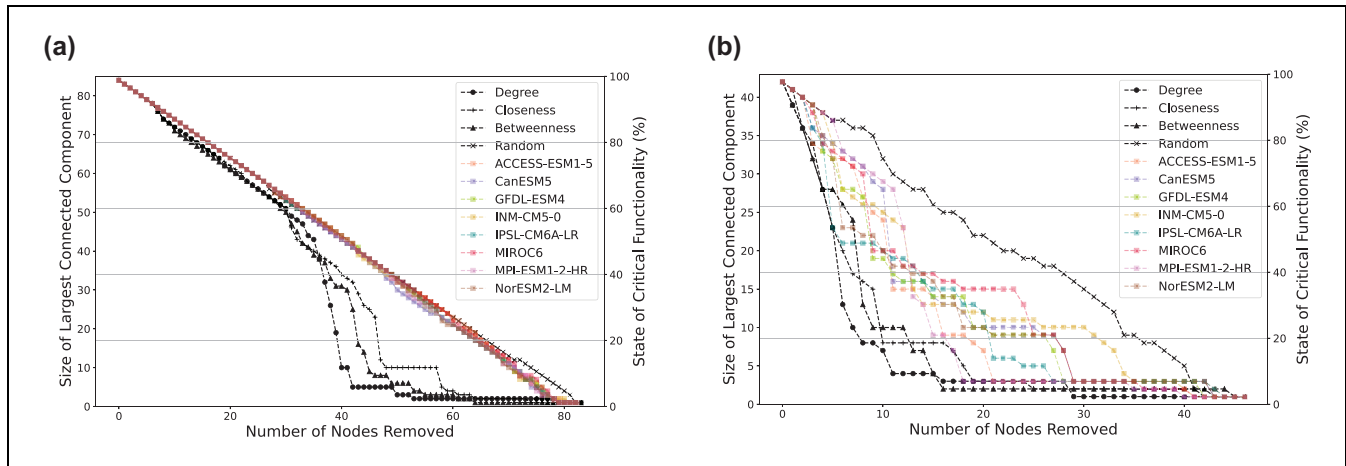 (a)
Size of Largest Connected Component
80
70
60
50
40
30
20
10
0
0
20
40
60
80
Number of Nodes Removed
100
80
60
40
20
0
State of Critical Functionality (%)
Degree
Closeness
Betweenness
Random
ACCESS-ESM1-5
CanESM5
GFDL-ESM4
INM-CM5-0
IPSL-CM6A-LR
MIROC6
MPI-ESM1-2-HR
NorESM2-LM
(b)
Size of Largest Connected Component
40
35
30
25
20
15
10
5
0
0
10
20
30
40
Number of Nodes Removed
100
80
60
40
20
0
State of Critical Functionality (%)
Degree
Closeness
Betweenness
Random
ACCESS-ESM1-5
CanESM5
GFDL-ESM4
INM-CM5-0
IPSL-CM6A-LR
MIROC6
MPI-ESM1-2-HR
NorESM2-LM